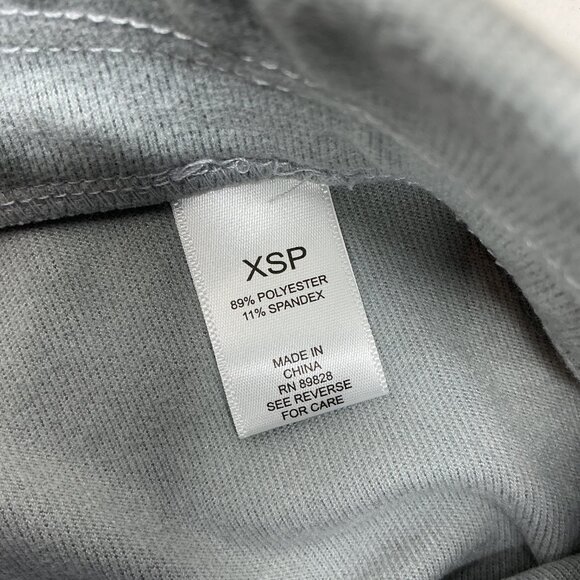 XSP
89% POLYESTER
11% SPANDEX
MADE IN
CHINA
RN 89828
SEE REVERSE
FOR CARE